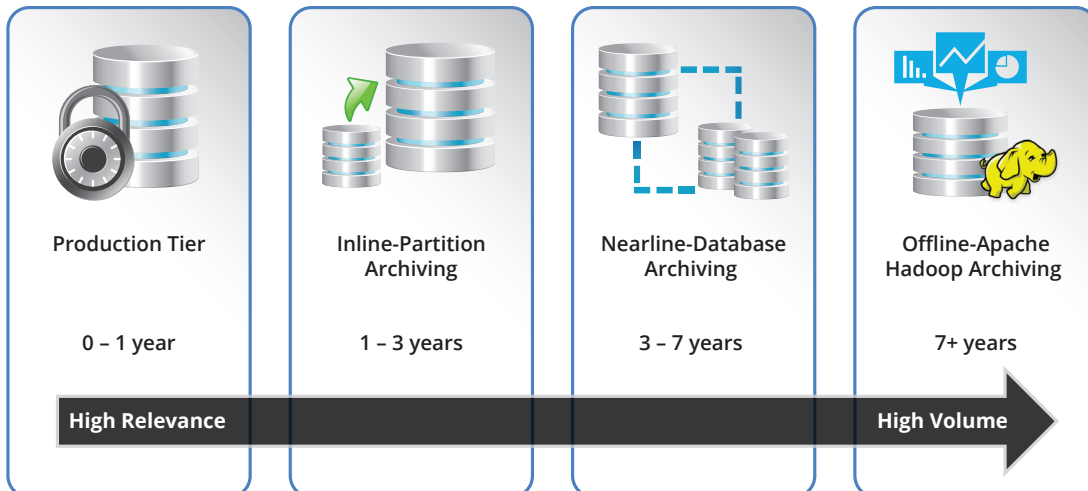 Production Tier
0 – 1 year
Inline-Partition
Archiving
1 – 3 years
Nearline-Database
Archiving
3 – 7 years
Offline-Apache
Hadoop Archiving
7+ years
High Relevance
High Volume